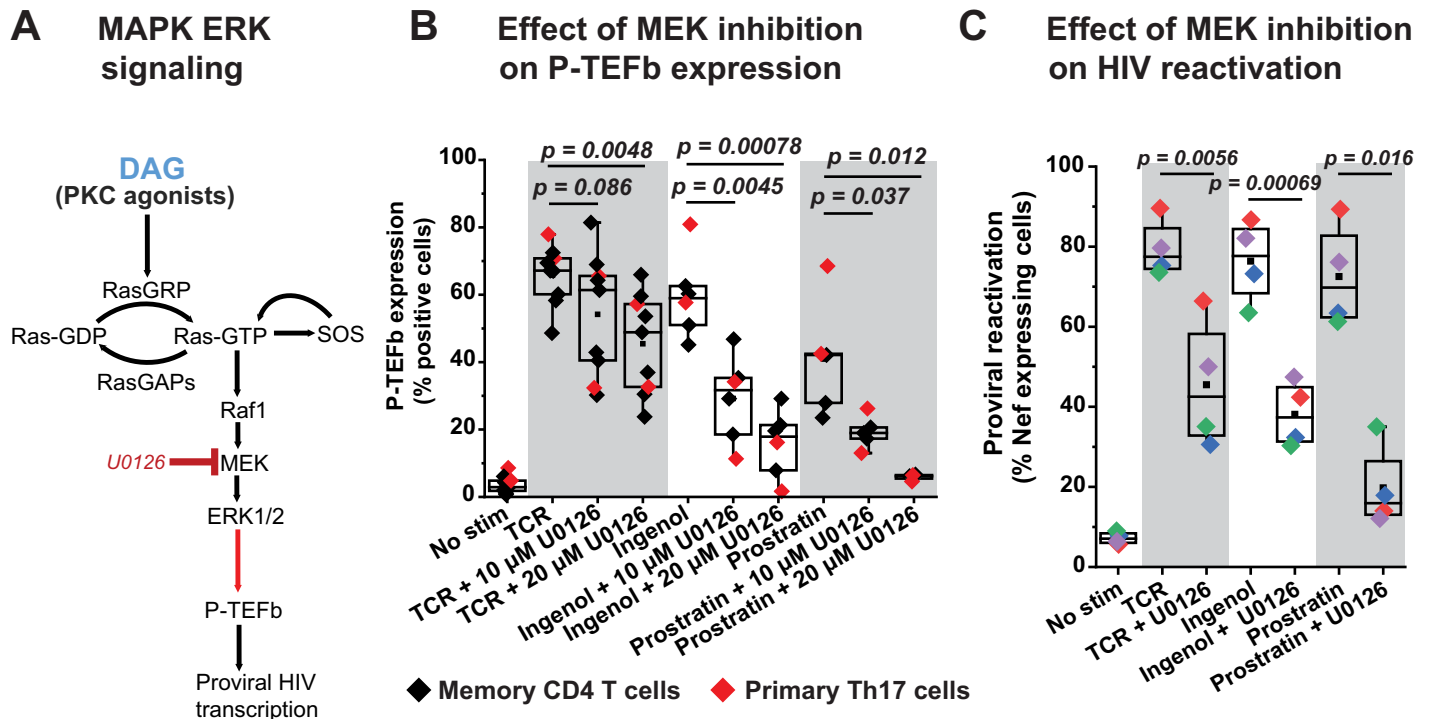 A
MAPK ERK
signaling
DAG
(PKC agonists)
RasGRP
Ras-GDP
Ras-GTP
SOS
RasGAPs
Raf1
U0126
MEK
ERK1/2
P-TEFb
Proviral HIV
transcription
B
Effect of MEK inhibition
on P-TEFb expression
P-TEFb expression
(% positive cells)
100
80
60
40
20
0
p = 0.0048
p = 0.086
p = 0.00078
p = 0.0045
p = 0.012
p = 0.037
No stim
TCR
TCR + 10 µM U0126
TCR + 20 µM U0126
Ingenol
Ingenol + 10 µM U0126
Ingenol + 20 µM U0126
Prostratin
Prostratin + 10 µM U0126
Prostratin + 20 µM U0126
Memory CD4 T cells
Primary Th17 cells
C
Effect of MEK inhibition
on HIV reactivation
Proviral reactivation
(% Nef expressing cells)
100
80
60
40
20
0
p = 0.0056
p = 0.00069
p = 0.016
No stim
TCR
TCR + U0126
Ingenol
Ingenol + U0126
Prostratin
Prostratin + U0126